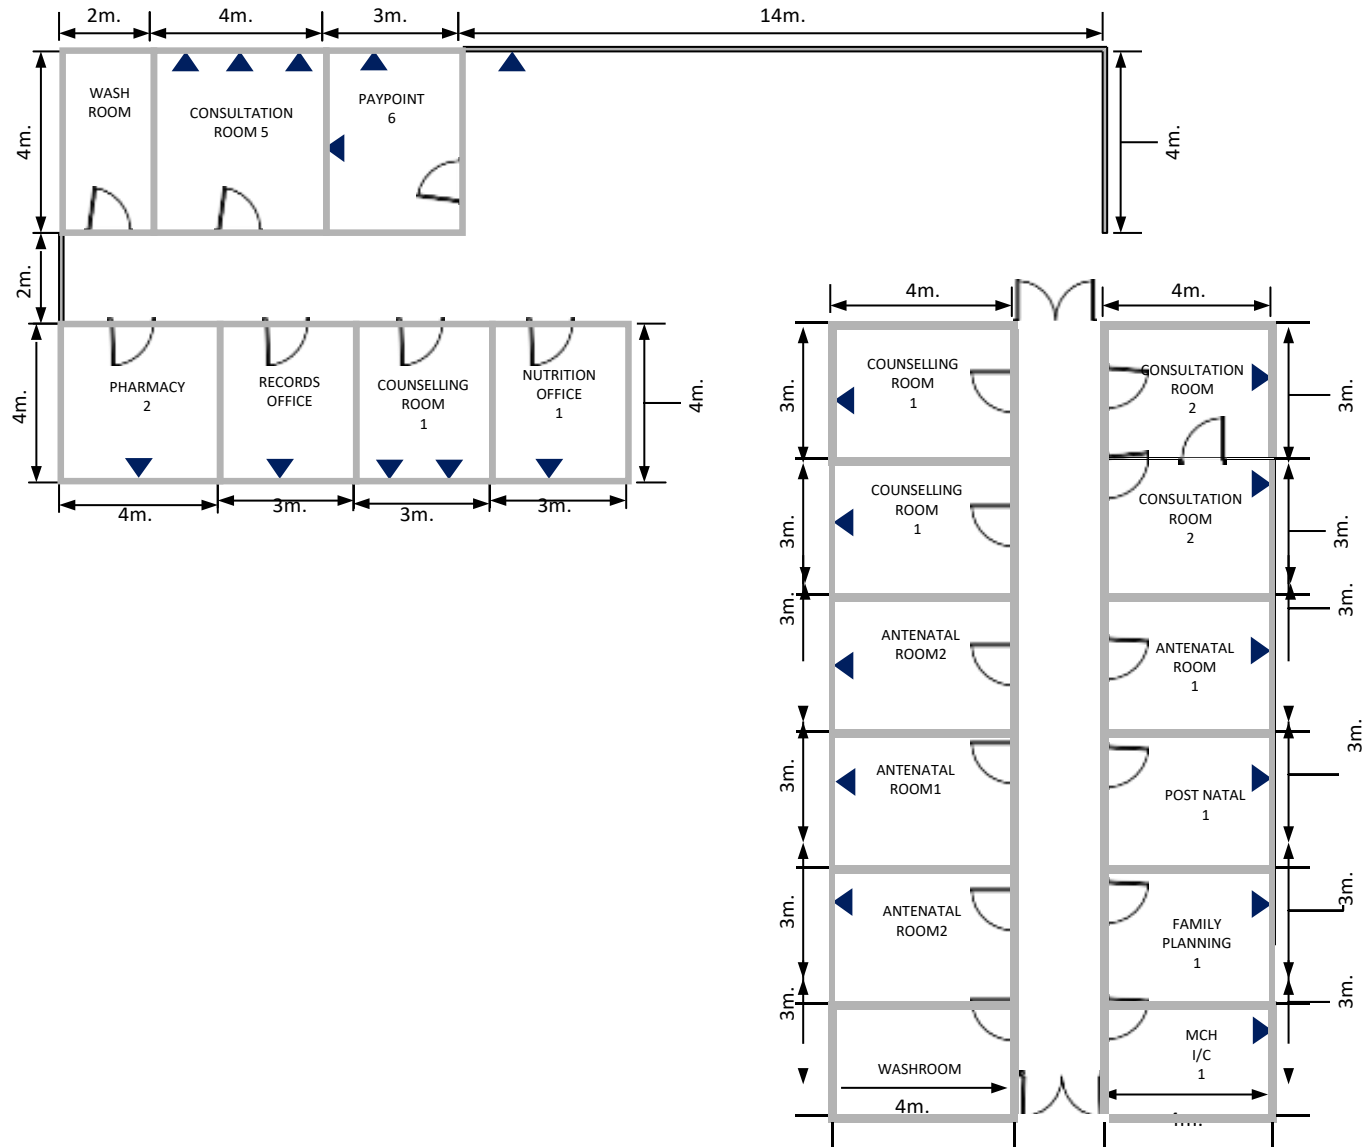 2m.
4m.
3m.
14m.
4m.
WASH
ROOM
CONSULTATION
ROOM 5
PAYPOINT
6
4m.
2m.
4m.
PHARMACY
2
RECORDS
OFFICE
COUNSELLING
ROOM
1
NUTRITION
OFFICE
1
4m.
4m.
3m.
3m.
3m.
4m.
4m.
3m.
COUNSELLING
ROOM
1
CONSULTATION
ROOM
2
3m.
3m.
COUNSELLING
ROOM
1
CONSULTATION
ROOM
2
3m.
3m.
ANTENATAL
ROOM2
ANTENATAL
ROOM
1
3m.
3m.
ANTENATAL
ROOM1
POST NATAL
1
3m.
3m.
ANTENATAL
ROOM2
FAMILY
PLANNING
1
3m.
3m.
WASHROOM
4m.
MCH
I/C
1
4m.
3m.